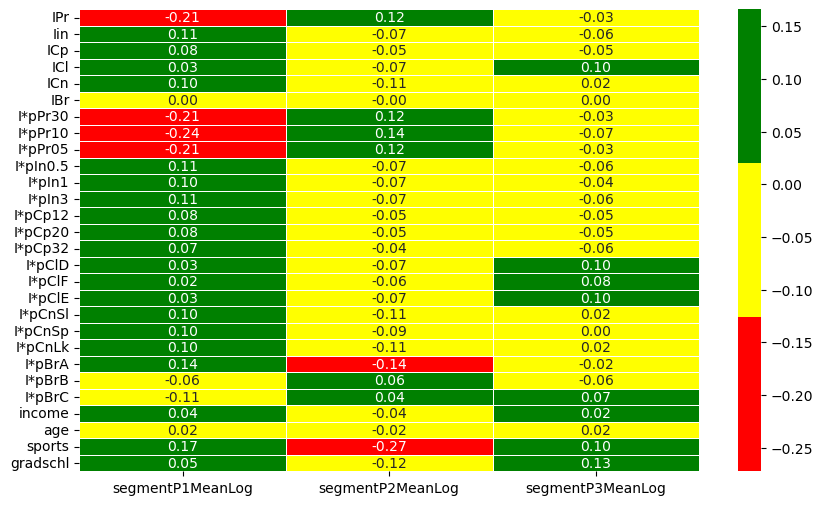 IPr -0.21 0.12 -0.03
Iin 0.11 -0.07 -0.06
ICp 0.08 -0.05 -0.05
ICl 0.03 -0.07 0.10
ICn 0.10 -0.11 0.02
IBr 0.00 -0.00 0.00
I*pPr30 -0.21 0.12 -0.03
I*pPr10 -0.24 0.14 -0.07
I*pPr05 -0.21 0.12 -0.03
I*pIn0.5 0.11 -0.07 -0.06
I*pIn1 0.10 -0.07 -0.04
I*pIn3 0.11 -0.07 -0.06
I*pCp12 0.08 -0.05 -0.05
I*pCp20 0.08 -0.05 -0.05
I*pCp32 0.07 -0.04 -0.06
I*pClD 0.03 -0.07 0.10
I*pClF 0.02 -0.06 0.08
I*pClE 0.03 -0.07 0.10
I*pCnSl 0.10 -0.11 0.02
I*pCnSp 0.10 -0.09 0.00
I*pCnLk 0.10 -0.11 0.02
I*pBrA 0.14 -0.14 -0.02
I*pBrB -0.06 0.06 -0.06
I*pBrC -0.11 0.04 0.07
income 0.04 -0.04 0.02
age 0.02 -0.02 0.02
sports 0.17 -0.27 0.10
gradschl 0.05 -0.12 0.13
segmentP1MeanLog segmentP2MeanLog segmentP3MeanLog
0.15
0.10
0.05
0.00
−0.05
−0.10
−0.15
−0.20
−0.25